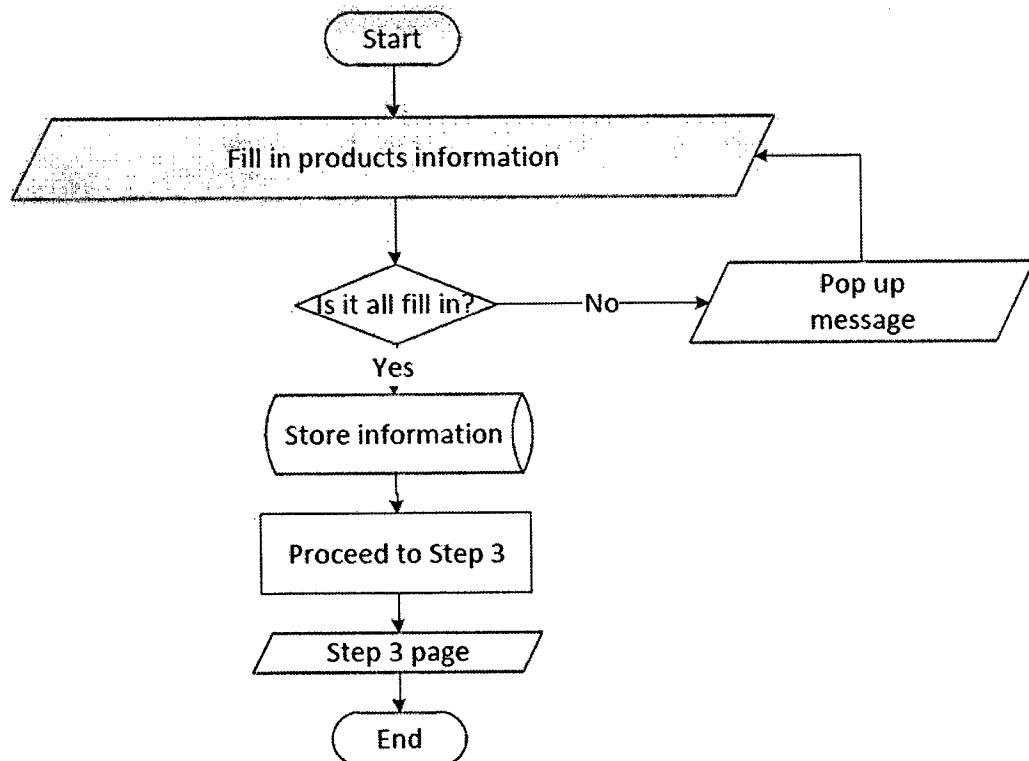 Start
Fill in products information
Is it all fill in?
No
Pop up
message
Yes
Store information
Proceed to Step 3
Step 3 page
End